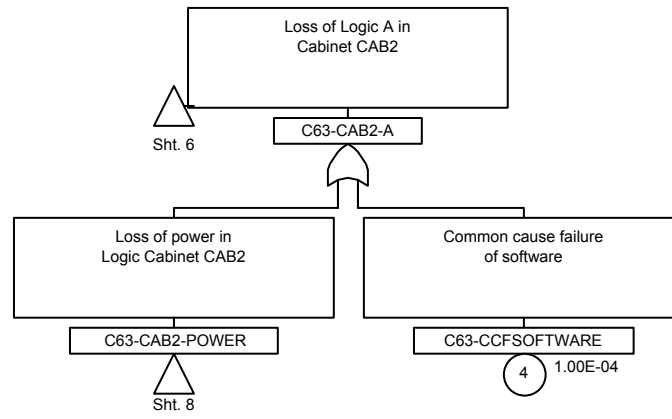 Loss of Logic A in
Cabinet CAB2
Sht. 6
C63-CAB2-A
Loss of power in
Logic Cabinet CAB2
Common cause failure
of software
C63-CAB2-POWER
C63-CCFSOFTWARE
4
1.00E-04
Sht. 8